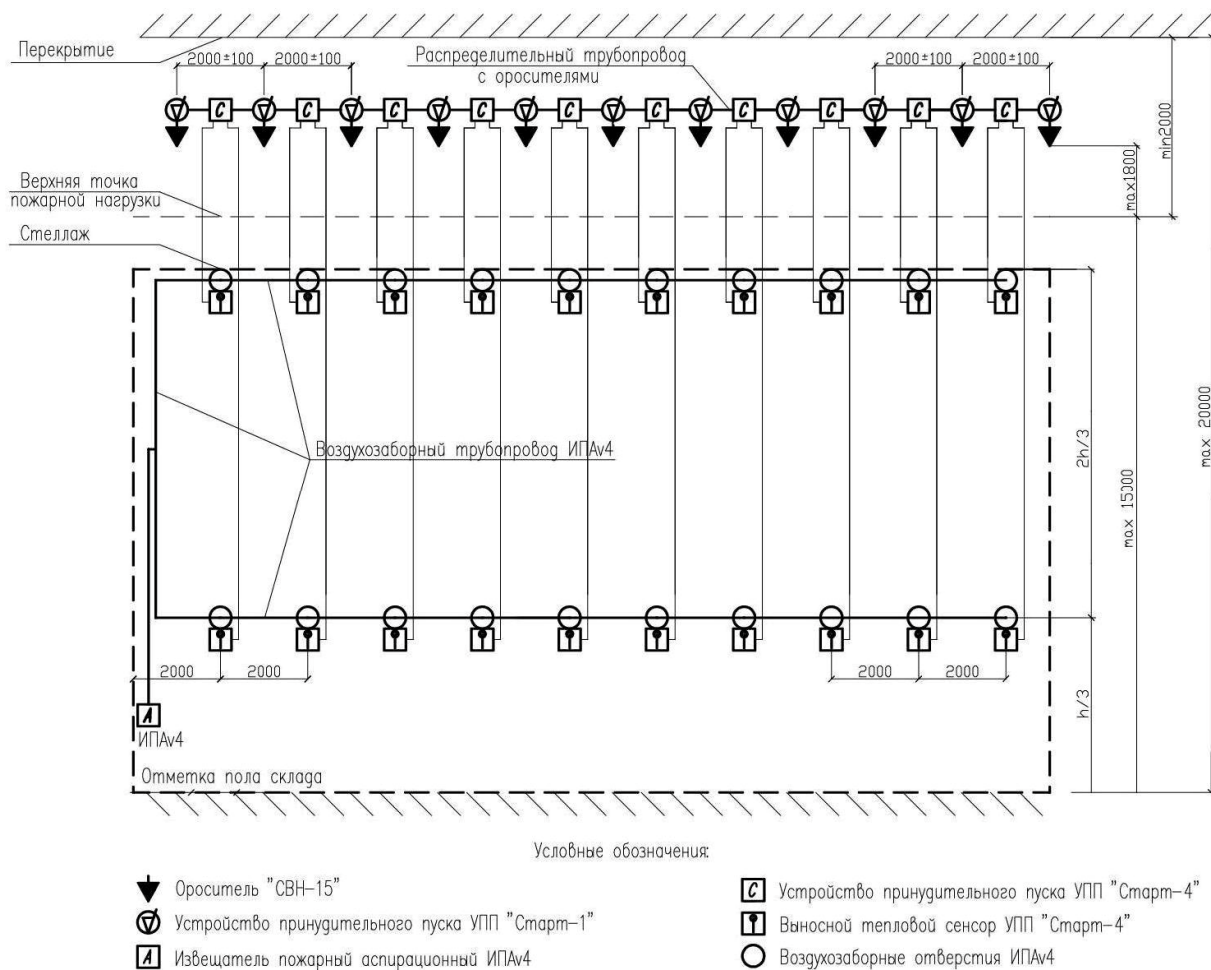 Перекрытие
2000±100
2000±100
Распределительный трубопровод
с оросителями
2000±100
2000±100
min2000
С
С
С
С
С
С
С
С
С
С
max1800
Верхняя точка
пожарной нагрузки
Стеллаж
Воздухозаборный трубопровод ИПАv4
2h/3
max 15000
max 20000
2000
2000
2000
2000
h/3
А
ИПАv4
Отметка пола склада
Условные обозначения:
Ороситель "СВН-15"
Устройство принудительного пуска УПП "Старт-1"
А Извещатель пожарный аспирационный ИПАv4
С Устройство принудительного пуска УПП "Старт-4"
Выносной тепловой сенсор УПП "Старт-4"
Воздухозаборные отверстия ИПАv4